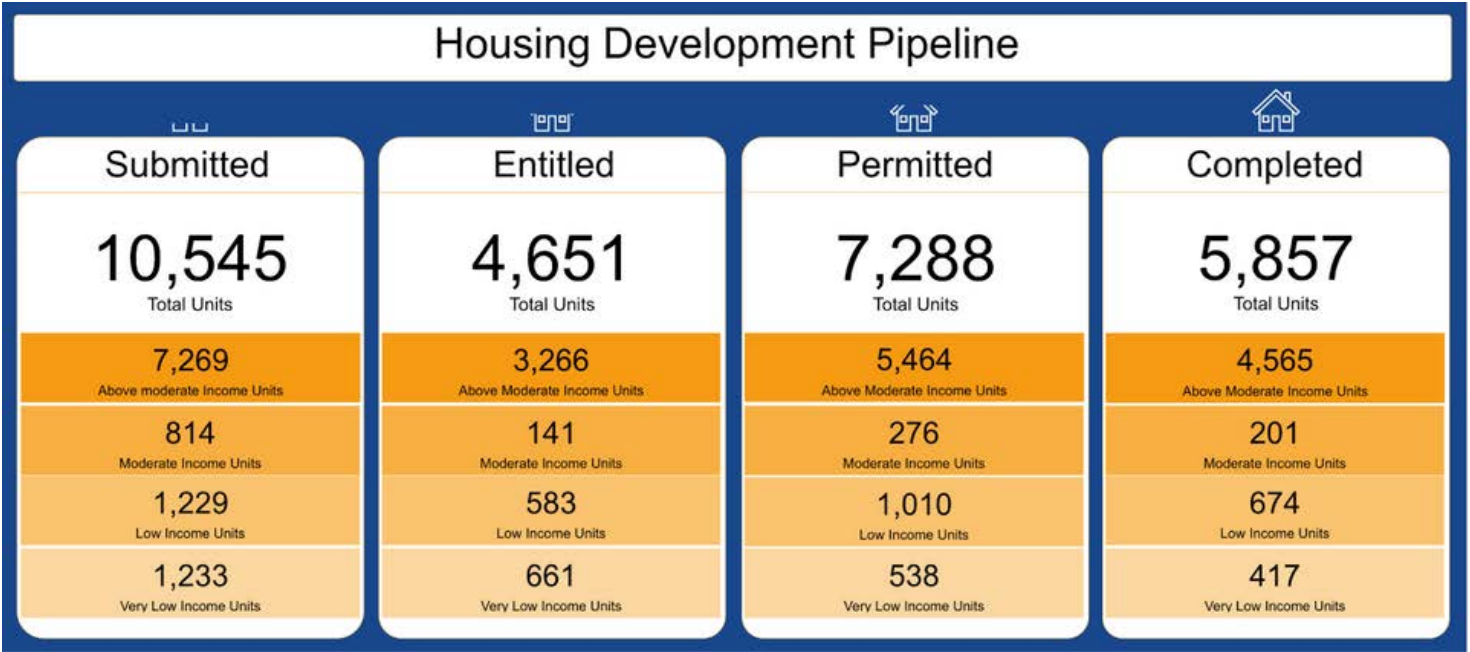 Housing Development Pipeline
Submitted
10,545
Total Units
7,269
Above moderate Income Units
814
Moderate Income Units
1,229
Low Income Units
1,233
Very Low Income Units
Entitled
4,651
Total Units
3,266
Above Moderate Income Units
141
Moderate Income Units
583
Low Income Units
661
Very Low Income Units
Permitted
7,288
Total Units
5,464
Above Moderate Income Units
276
Moderate Income Units
1,010
Low Income Units
538
Very Low Income Units
Completed
5,857
Total Units
4,565
Above Moderate Income Units
201
Moderate Income Units
674
Low Income Units
417
Very Low Income Units